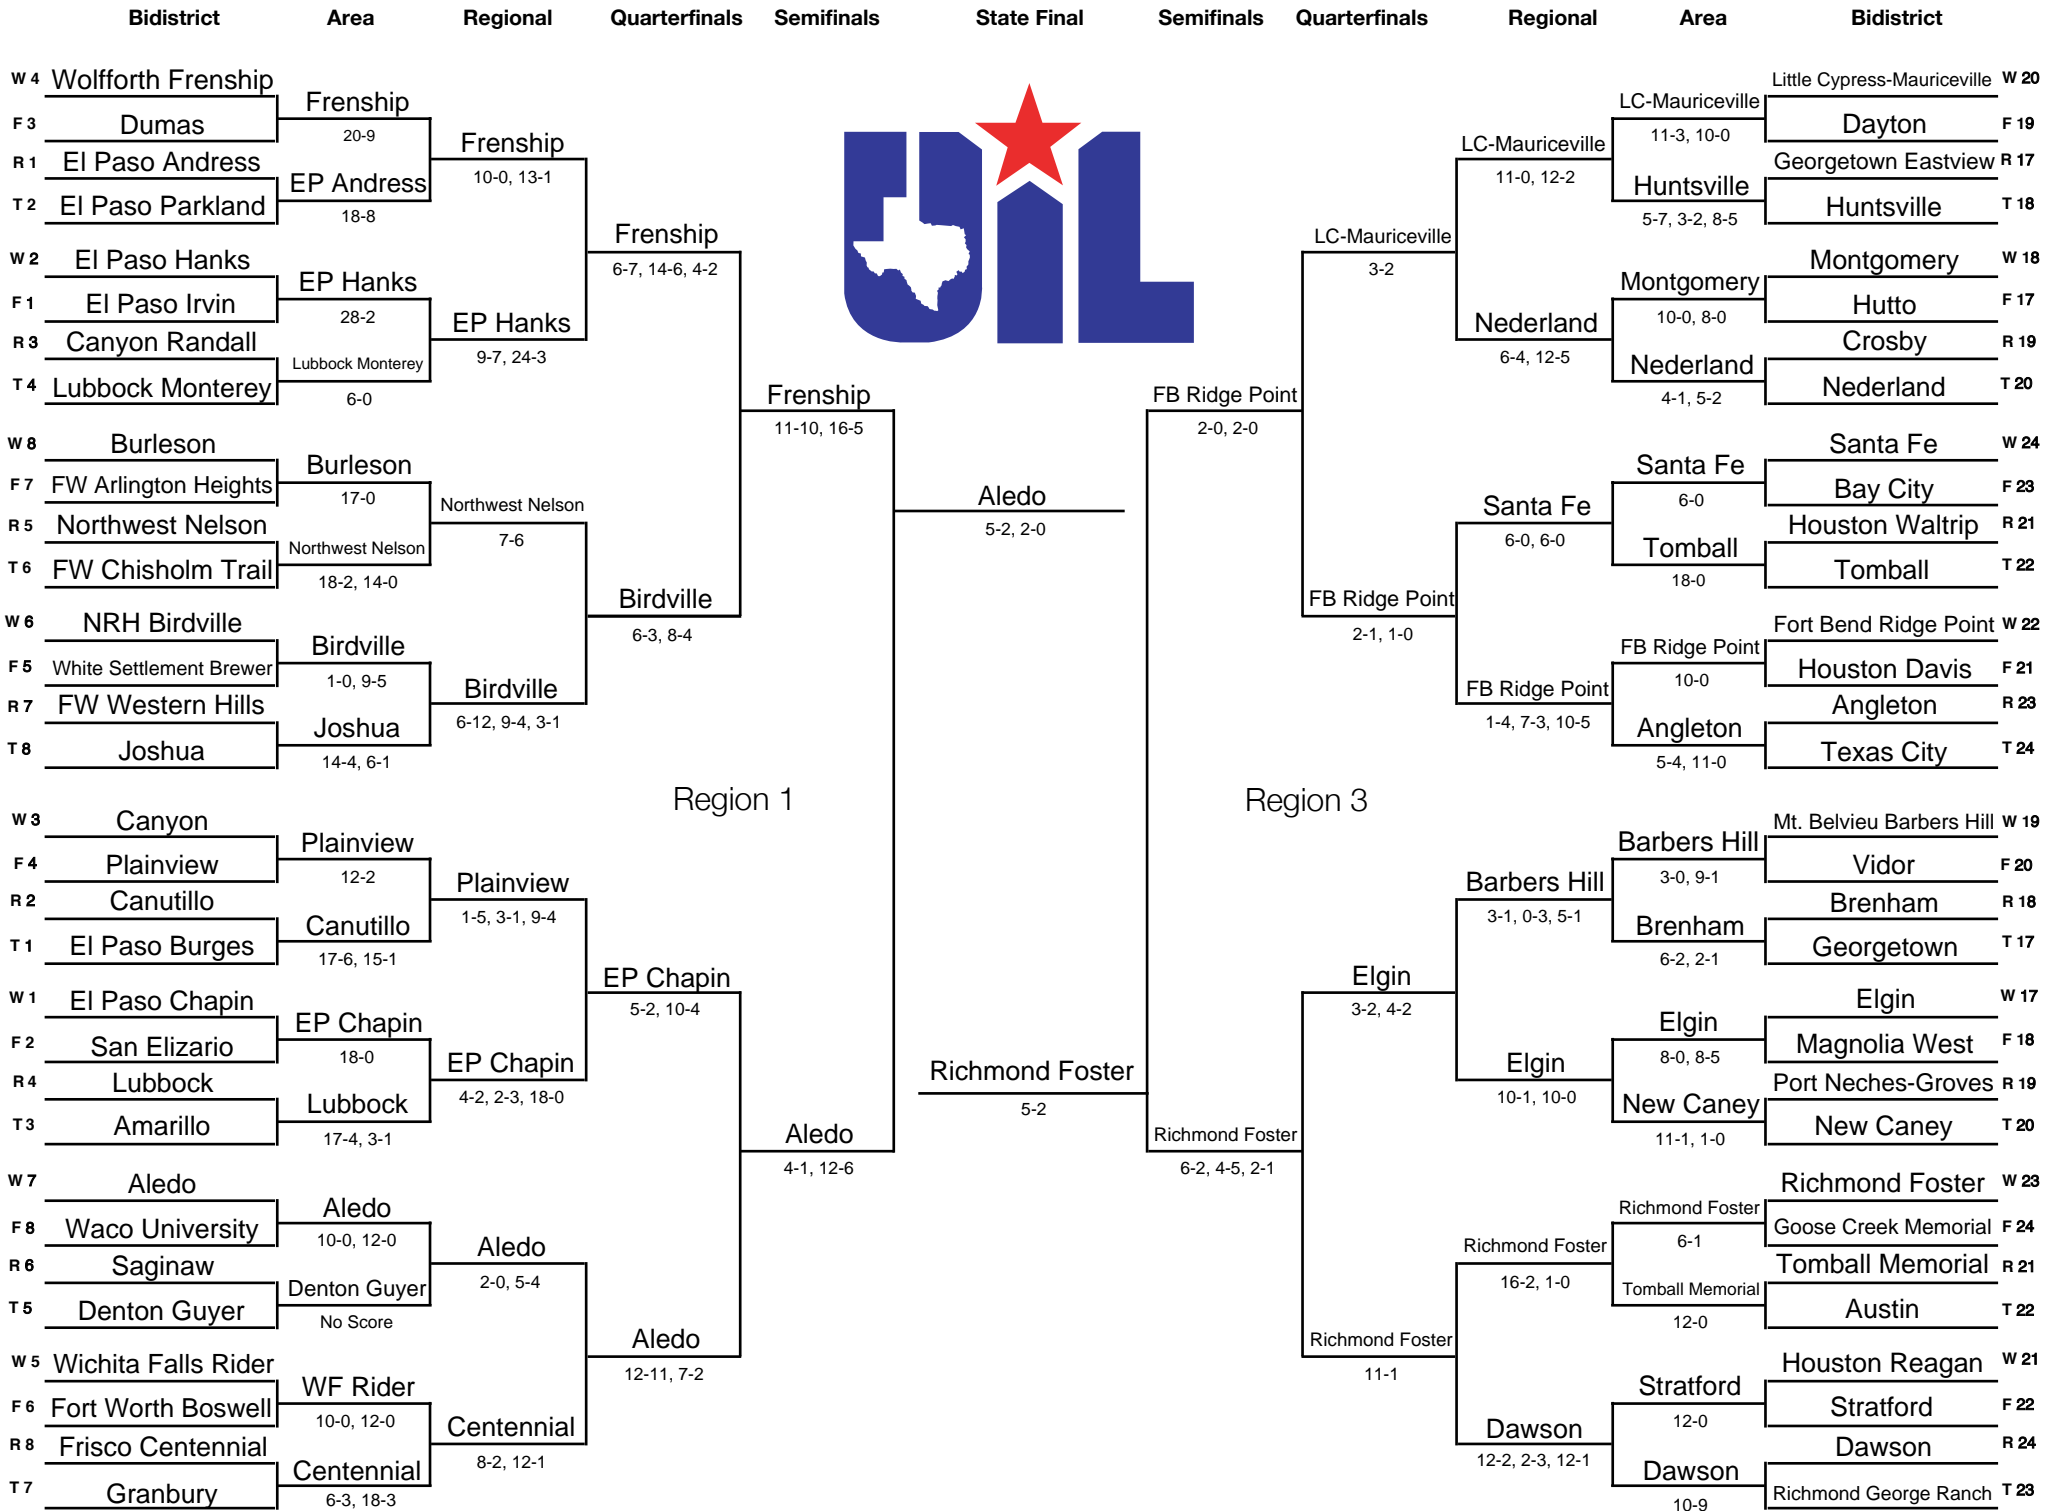 Bidistrict Area Regional Quarterfinals Semifinals State Final Semifinals Quarterfinals Regional Area Bidistrict
W 4 Wolfforth Frenship
Frenship
F 3 Dumas
20-9
Frenship
R 1 El Paso Andress
10-0, 13-1
EP Andress
T 2 El Paso Parkland
18-8
Frenship
6-7, 14-6, 4-2
W 2 El Paso Hanks
EP Hanks
F 1 El Paso Irvin
28-2
EP Hanks
R 3 Canyon Randall
9-7, 24-3
Lubbock Monterey
T 4 Lubbock Monterey
6-0
Frenship
11-10, 16-5
W 8 Burleson
Burleson
F 7 FW Arlington Heights
17-0
Northwest Nelson
R 5 Northwest Nelson
7-6
Northwest Nelson
T 6 FW Chisholm Trail
18-2, 14-0
Birdville
6-3, 8-4
W 6 NRH Birdville
Birdville
F 5 White Settlement Brewer
1-0, 9-5
Birdville
R 7 FW Western Hills
6-12, 9-4, 3-1
Joshua
T 8 Joshua
14-4, 6-1
Region 1
W 3 Canyon
Plainview
F 4 Plainview
12-2
Plainview
R 2 Canutillo
1-5, 3-1, 9-4
Canutillo
T 1 El Paso Burges
17-6, 15-1
EP Chapin
5-2, 10-4
W 1 El Paso Chapin
EP Chapin
F 2 San Elizario
18-0
EP Chapin
R 4 Lubbock
4-2, 2-3, 18-0
Lubbock
T 3 Amarillo
17-4, 3-1
Aledo
4-1, 12-6
W 7 Aledo
Aledo
F 8 Waco University
10-0, 12-0
Aledo
R 6 Saginaw
2-0, 5-4
Denton Guyer
T 5 Denton Guyer
No Score
Aledo
12-11, 7-2
W 5 Wichita Falls Rider
WF Rider
F 6 Fort Worth Boswell
10-0, 12-0
Centennial
R 8 Frisco Centennial
8-2, 12-1
Centennial
T 7 Granbury
6-3, 18-3
UIL
Aledo
5-2, 2-0
Richmond Foster
5-2
Little Cypress-Mauriceville W 20
LC-Mauriceville
Dayton F 19
11-3, 10-0
LC-Mauriceville
Georgetown Eastview R 17
11-0, 12-2
Huntsville
Huntsville T 18
5-7, 3-2, 8-5
LC-Mauriceville
3-2
Montgomery W 18
Montgomery
Hutto F 17
10-0, 8-0
Nederland
Crosby R 19
6-4, 12-5
Nederland
Nederland T 20
4-1, 5-2
FB Ridge Point
2-0, 2-0
Santa Fe W 24
Santa Fe
Bay City F 23
6-0
Santa Fe
Houston Waltrip R 21
6-0, 6-0
Tomball
Tomball T 22
18-0
FB Ridge Point
2-1, 1-0
Fort Bend Ridge Point W 22
FB Ridge Point
Houston Davis F 21
10-0
FB Ridge Point
Angleton R 23
1-4, 7-3, 10-5
Angleton
Texas City T 24
5-4, 11-0
Region 3
Mt. Belvieu Barbers Hill W 19
Barbers Hill
Vidor F 20
3-0, 9-1
Barbers Hill
Brenham R 18
3-1, 0-3, 5-1
Brenham
Georgetown T 17
6-2, 2-1
Elgin
3-2, 4-2
Elgin W 17
Elgin
Magnolia West F 18
8-0, 8-5
Elgin
Port Neches-Groves R 19
10-1, 10-0
New Caney
New Caney T 20
11-1, 1-0
Richmond Foster
6-2, 4-5, 2-1
Richmond Foster W 23
Richmond Foster
Goose Creek Memorial F 24
6-1
Richmond Foster
Tomball Memorial R 21
16-2, 1-0
Tomball Memorial
Austin T 22
12-0
Richmond Foster
11-1
Houston Reagan W 21
Stratford
Stratford F 22
12-0
Dawson
Dawson R 24
12-2, 2-3, 12-1
Dawson
Richmond George Ranch T 23
10-9